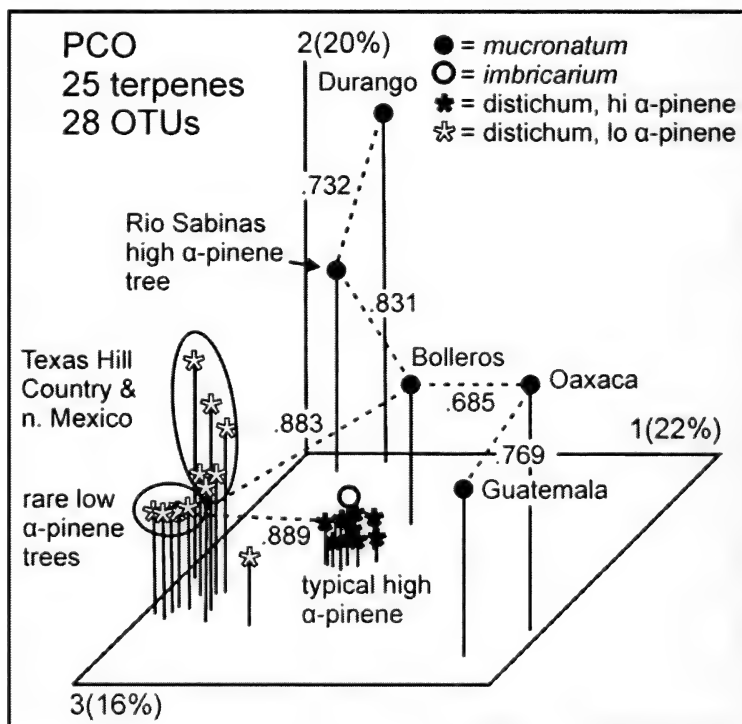 PCO
25 terpenes
28 OTUs
2(20%)
Durango
● = mucronatum
O = imbricarium
★ = distichum, hi α-pinene
☆ = distichum, lo α-pinene
.732
Rio Sabinas
high α-pinene
tree
.831
Texas Hill
Country &
n. Mexico
Bolleros
Oaxaca
.685
.883
1(22%)
.769
rare low
α-pinene
trees
Guatemala
.889
typical high
α-pinene
3(16%)